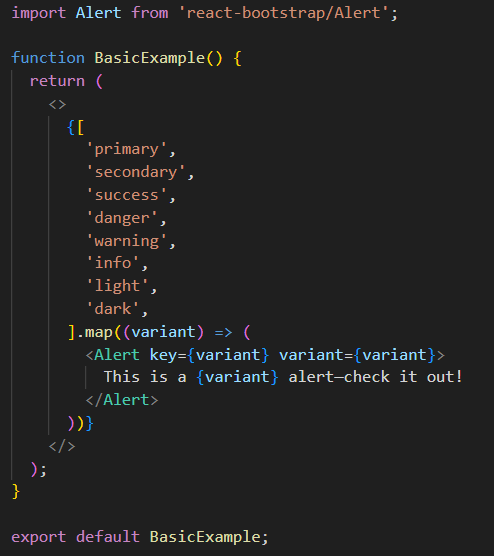 import Alert from 'react-bootstrap/Alert';

function BasicExample() {
  return (
    <>
      {[
        'primary',
        'secondary',
        'success',
        'danger',
        'warning',
        'info',
        'light',
        'dark',
      ].map((variant) => (
        <Alert key={variant} variant={variant}>
          This is a {variant} alert—check it out!
        </Alert>
      ))}
    </>
  );
}

export default BasicExample;